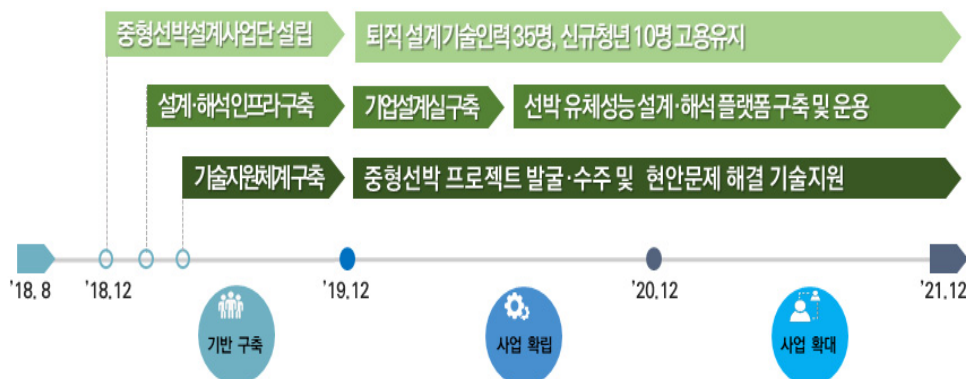 중형선박설계사업단 설립
퇴직 설계기술인력 35명, 신규청년 10명 고용유지
설계·해석인프라구축
기업설계실구축
선박 유체성능 설계·해석 플랫폼 구축 및 운용
기술지원체계구축
중형선박 프로젝트 발굴·수주 및 현안문제 해결 기술지원
'18. 8
'18.12
'19.12
'20.12
'21.12
기반 구축
사업 확립
사업 확대